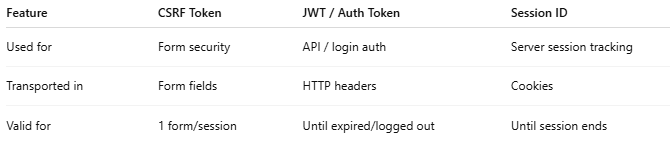 Feature CSRF Token JWT / Auth Token Session ID
Used for Form security API / login auth Server session tracking
Transported in Form fields HTTP headers Cookies
Valid for 1 form/session Until expired/logged out Until session ends